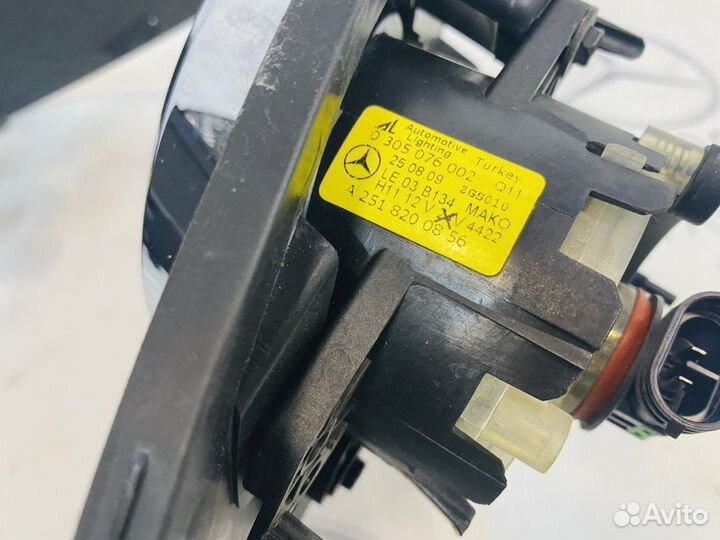 AL Automotive Lighting Turkey
0 305 076 002 Q11
25.08.09 2GS010
LE 03 B134 MAKO
H11 12V XV 4422
A 251 820 08 56
Avito